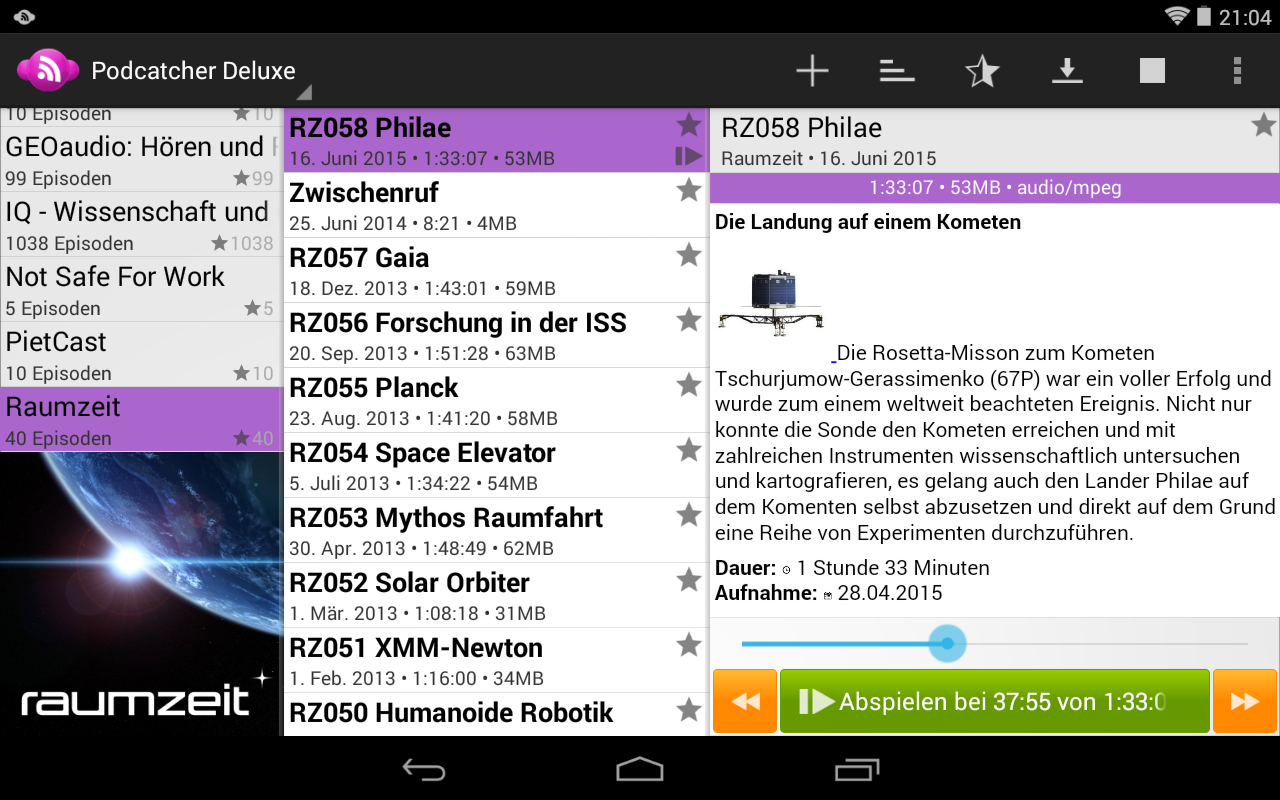 21:04
Podcatcher Deluxe
10 Episoden
10
GEOaudio: Hören und
99 Episoden
99
IQ - Wissenschaft und
1038 Episoden
1038
Not Safe For Work
5 Episoden
5
PietCast
10 Episoden
10
Raumzeit
40 Episoden
40
raumzeit
RZ058 Philae
16. Juni 2015 • 1:33:07 • 53MB
Zwischenruf
25. Juni 2014 • 8:21 • 4MB
RZ057 Gaia
18. Dez. 2013 • 1:43:01 • 59MB
RZ056 Forschung in der ISS
20. Sep. 2013 • 1:51:28 • 63MB
RZ055 Planck
23. Aug. 2013 • 1:41:20 • 58MB
RZ054 Space Elevator
5. Juli 2013 • 1:34:22 • 54MB
RZ053 Mythos Raumfahrt
30. Apr. 2013 • 1:48:49 • 62MB
RZ052 Solar Orbiter
1. Mär. 2013 • 1:08:18 • 31MB
RZ051 XMM-Newton
1. Feb. 2013 • 1:16:00 • 34MB
RZ050 Humanoide Robotik
RZ058 Philae
Raumzeit • 16. Juni 2015
1:33:07 • 53MB • audio/mpeg
Die Landung auf einem Kometen
Die Rosetta-Misson zum Kometen
Tschurjumow-Gerassimenko (67P) war ein voller Erfolg und
wurde zum einem weltweit beachteten Ereignis. Nicht nur
konnte die Sonde den Kometen erreichen und mit
zahlreichen Instrumenten wissenschaftlich untersuchen
und kartografieren, es gelang auch den Lander Philae auf
dem Komenten selbst abzusetzen und direkt auf dem Grund
eine Reihe von Experimenten durchzuführen.
Dauer: 1 Stunde 33 Minuten
Aufnahme: 28.04.2015
Abspielen bei 37:55 von 1:33:0